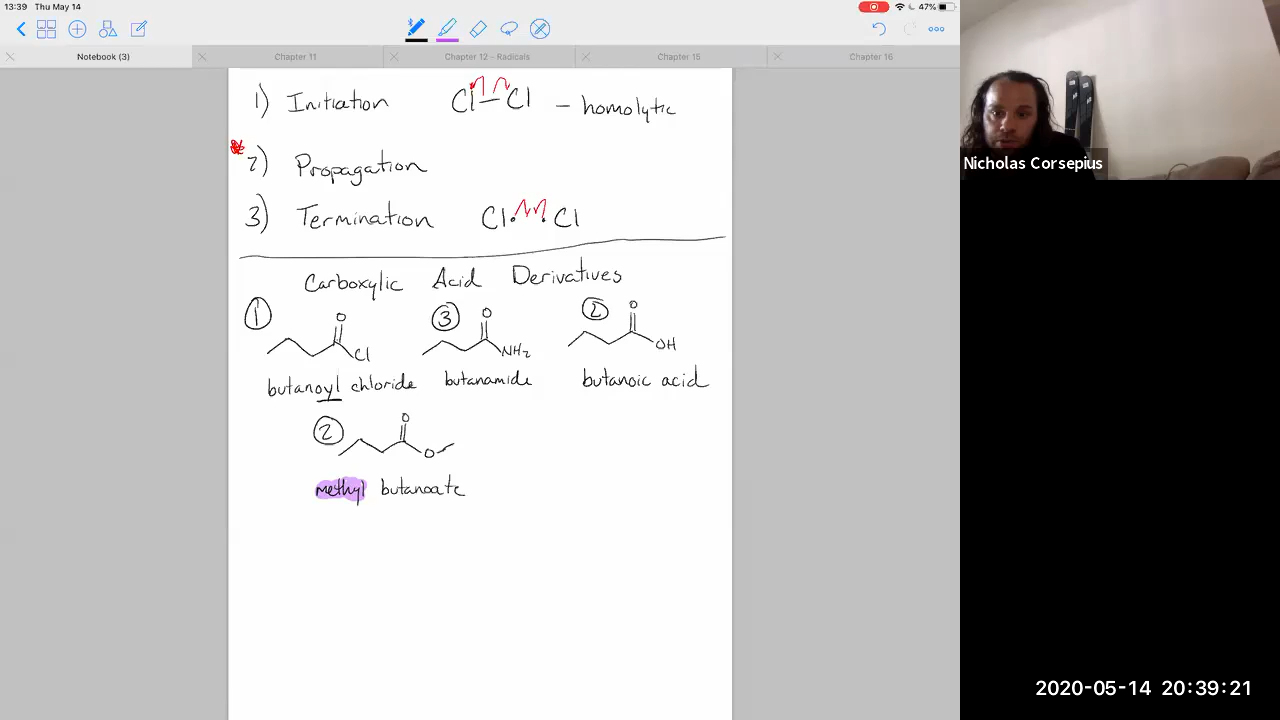 13:39 Thu May 14 47%
Notebook (3) Chapter 11 Chapter 12 – Radicals Chapter 15 Chapter 16
1) Initiation Cl–Cl – homolytic
2) Propagation
3) Termination Cl· ·Cl
Carboxylic Acid Derivatives
1 O Cl 3 O NH2 2 O OH
butanoyl chloride butanamide butanoic acid
2 O O
methyl butanoate
Nicholas Corsepius
2020-05-14 20:39:21